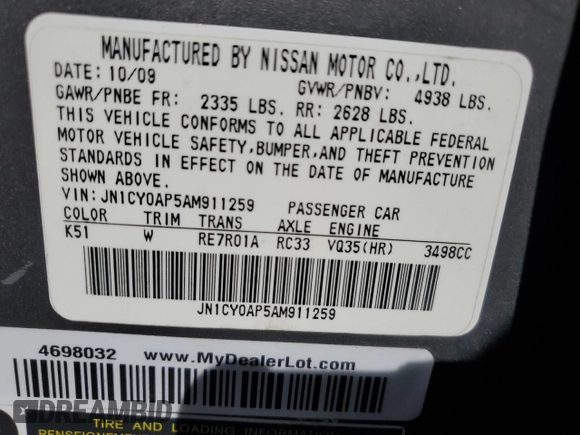 MANUFACTURED BY NISSAN MOTOR CO.,LTD.
DATE: 10/09 GVWR/PNBV: 4938 LBS.
GAWR/PNBE FR: 2335 LBS. RR: 2628 LBS.
THIS VEHICLE CONFORMS TO ALL APPLICABLE FEDERAL
MOTOR VEHICLE SAFETY,BUMPER,AND THEFT PREVENTION
STANDARDS IN EFFECT ON THE DATE OF MANUFACTURE
SHOWN ABOVE.
VIN: JN1CY0AP5AM911259 PASSENGER CAR
COLOR TRIM TRANS AXLE ENGINE
K51 W RE7R01A RC33 VQ35(HR) 3498CC
JN1CY0AP5AM911259
4698032 www.MyDealerLot.com
DREAMBID
TIRE AND LOADING INFORMATION